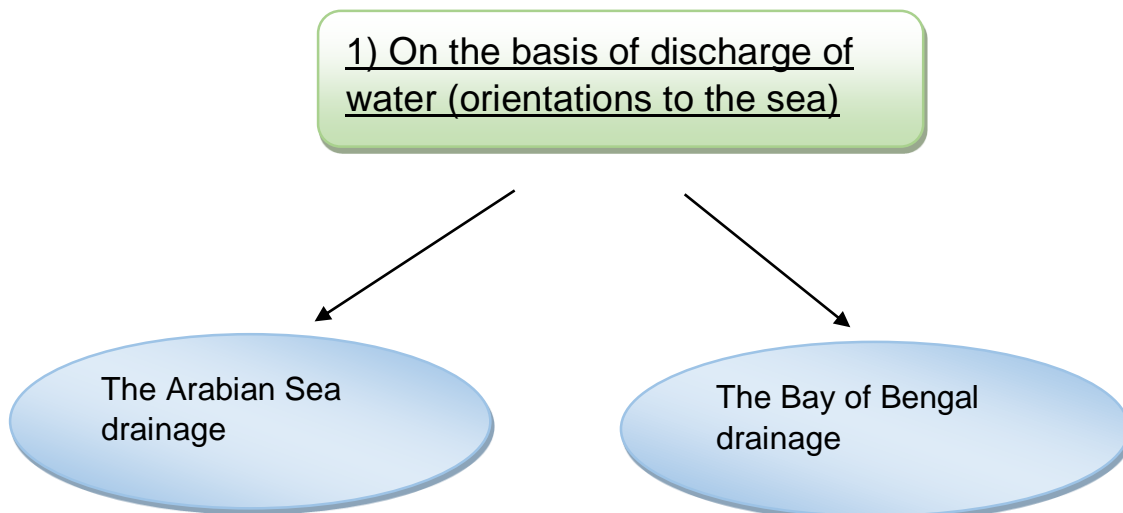 1) On the basis of discharge of
water (orientations to the sea)
The Arabian Sea
drainage
The Bay of Bengal
drainage